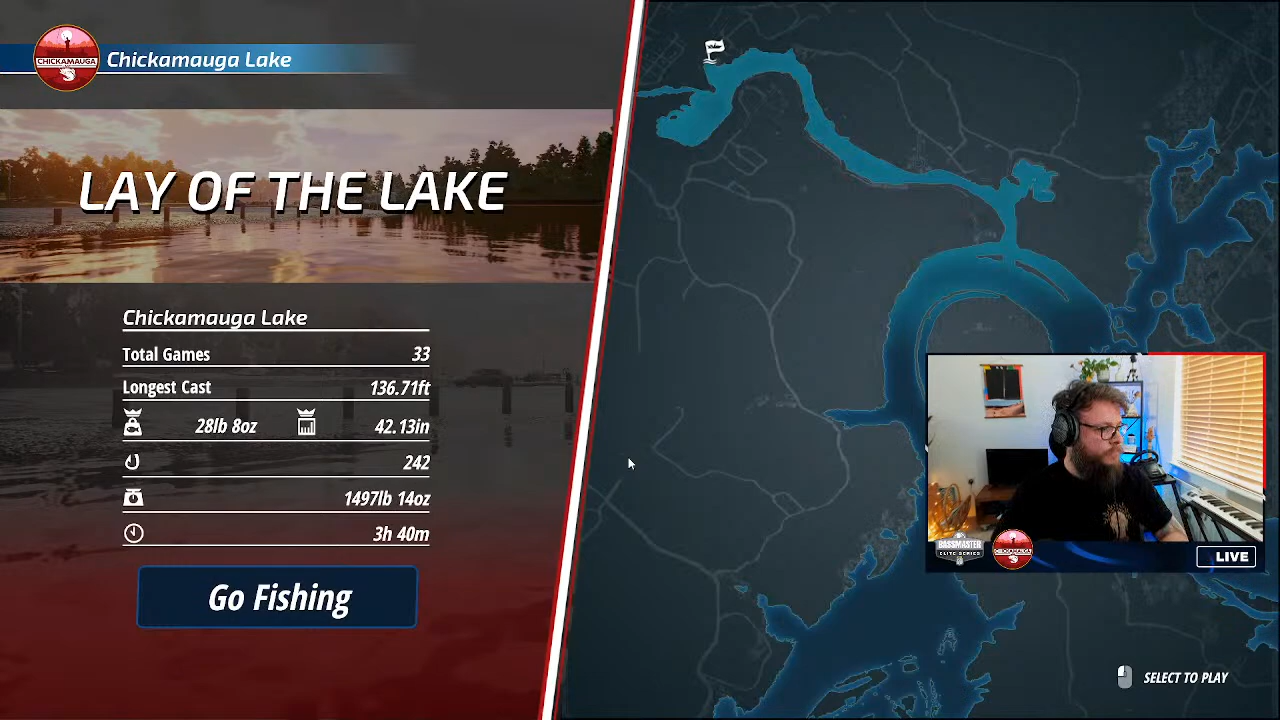 CHICKAMAUGA
Chickamauga Lake
LAY OF THE LAKE
Chickamauga Lake
Total Games 33
Longest Cast 136.71ft
28lb 8oz 42.13in
242
1497lb 14oz
3h 40m
Go Fishing
BASSMASTER
ELITE SERIES
CHICKAMAUGA
LIVE
SELECT TO PLAY